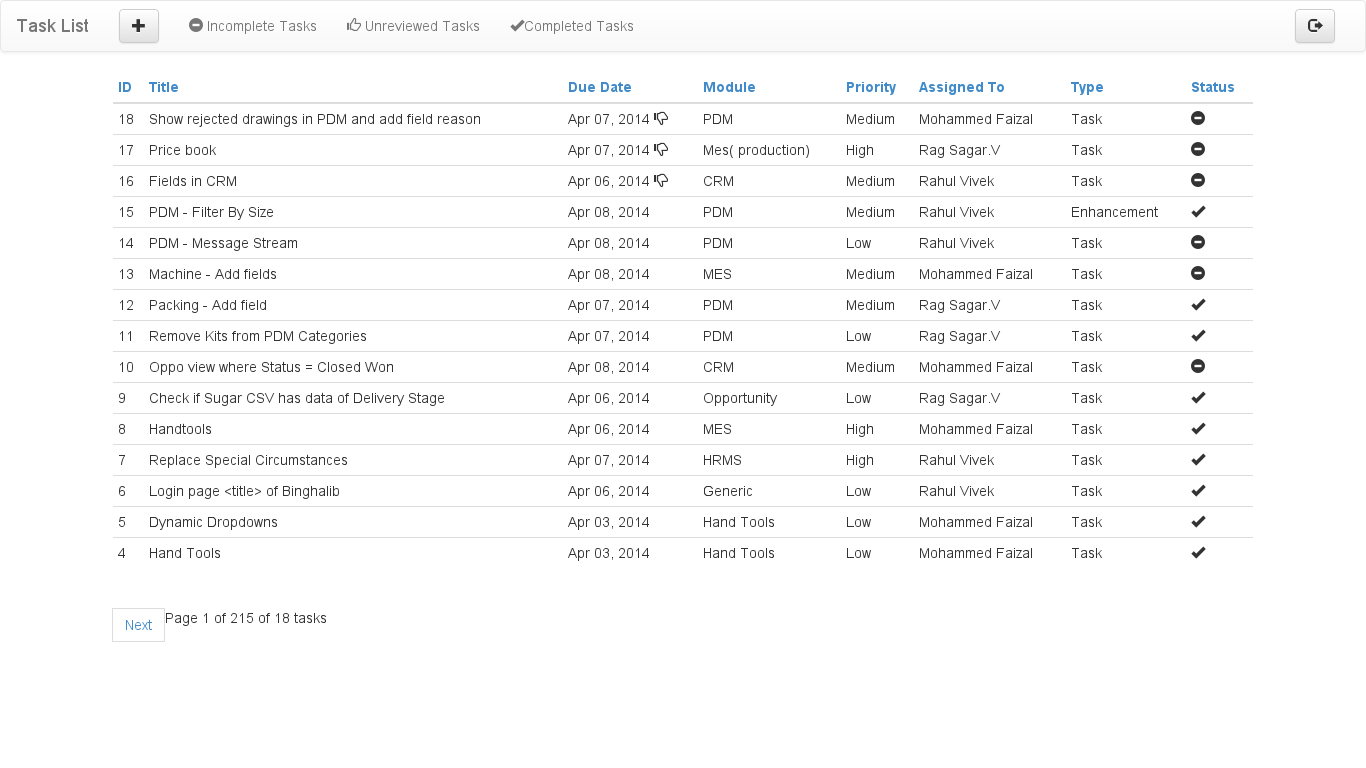 Task List Incomplete Tasks Unreviewed Tasks Completed Tasks
ID Title Due Date Module Priority Assigned To Type Status
18 Show rejected drawings in PDM and add field reason Apr 07, 2014 PDM Medium Mohammed Faizal Task
17 Price book Apr 07, 2014 Mes( production) High Rag Sagar.V Task
16 Fields in CRM Apr 06, 2014 CRM Medium Rahul Vivek Task
15 PDM - Filter By Size Apr 08, 2014 PDM Medium Rahul Vivek Enhancement
14 PDM - Message Stream Apr 08, 2014 PDM Low Rahul Vivek Task
13 Machine - Add fields Apr 08, 2014 MES Medium Mohammed Faizal Task
12 Packing - Add field Apr 07, 2014 PDM Medium Rag Sagar.V Task
11 Remove Kits from PDM Categories Apr 07, 2014 PDM Low Rag Sagar.V Task
10 Oppo view where Status = Closed Won Apr 08, 2014 CRM Medium Mohammed Faizal Task
9 Check if Sugar CSV has data of Delivery Stage Apr 06, 2014 Opportunity Low Rag Sagar.V Task
8 Handtools Apr 06, 2014 MES High Mohammed Faizal Task
7 Replace Special Circumstances Apr 07, 2014 HRMS High Rahul Vivek Task
6 Login page <title> of Binghalib Apr 06, 2014 Generic Low Rahul Vivek Task
5 Dynamic Dropdowns Apr 03, 2014 Hand Tools Low Mohammed Faizal Task
4 Hand Tools Apr 03, 2014 Hand Tools Low Mohammed Faizal Task
Next Page 1 of 215 of 18 tasks